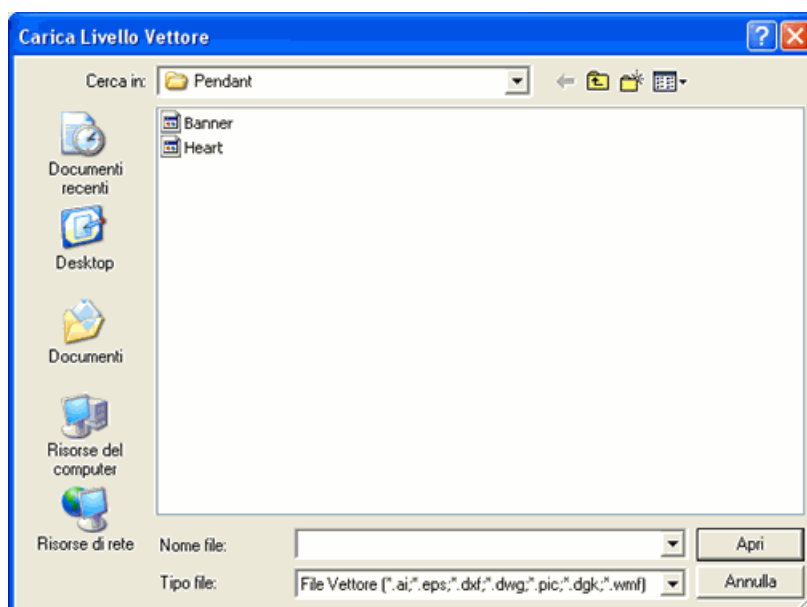 Carica Livello Vettore
Cerca in: Pendant
Banner
Heart
Documenti
recenti
Desktop
Documenti
Risorse del
computer
Risorse di rete
Nome file: Apri
Tipo file: File Vettore (*.ai;*.eps;*.dxf;*.dwg;*.pic;*.dgk;*.wmf) Annulla